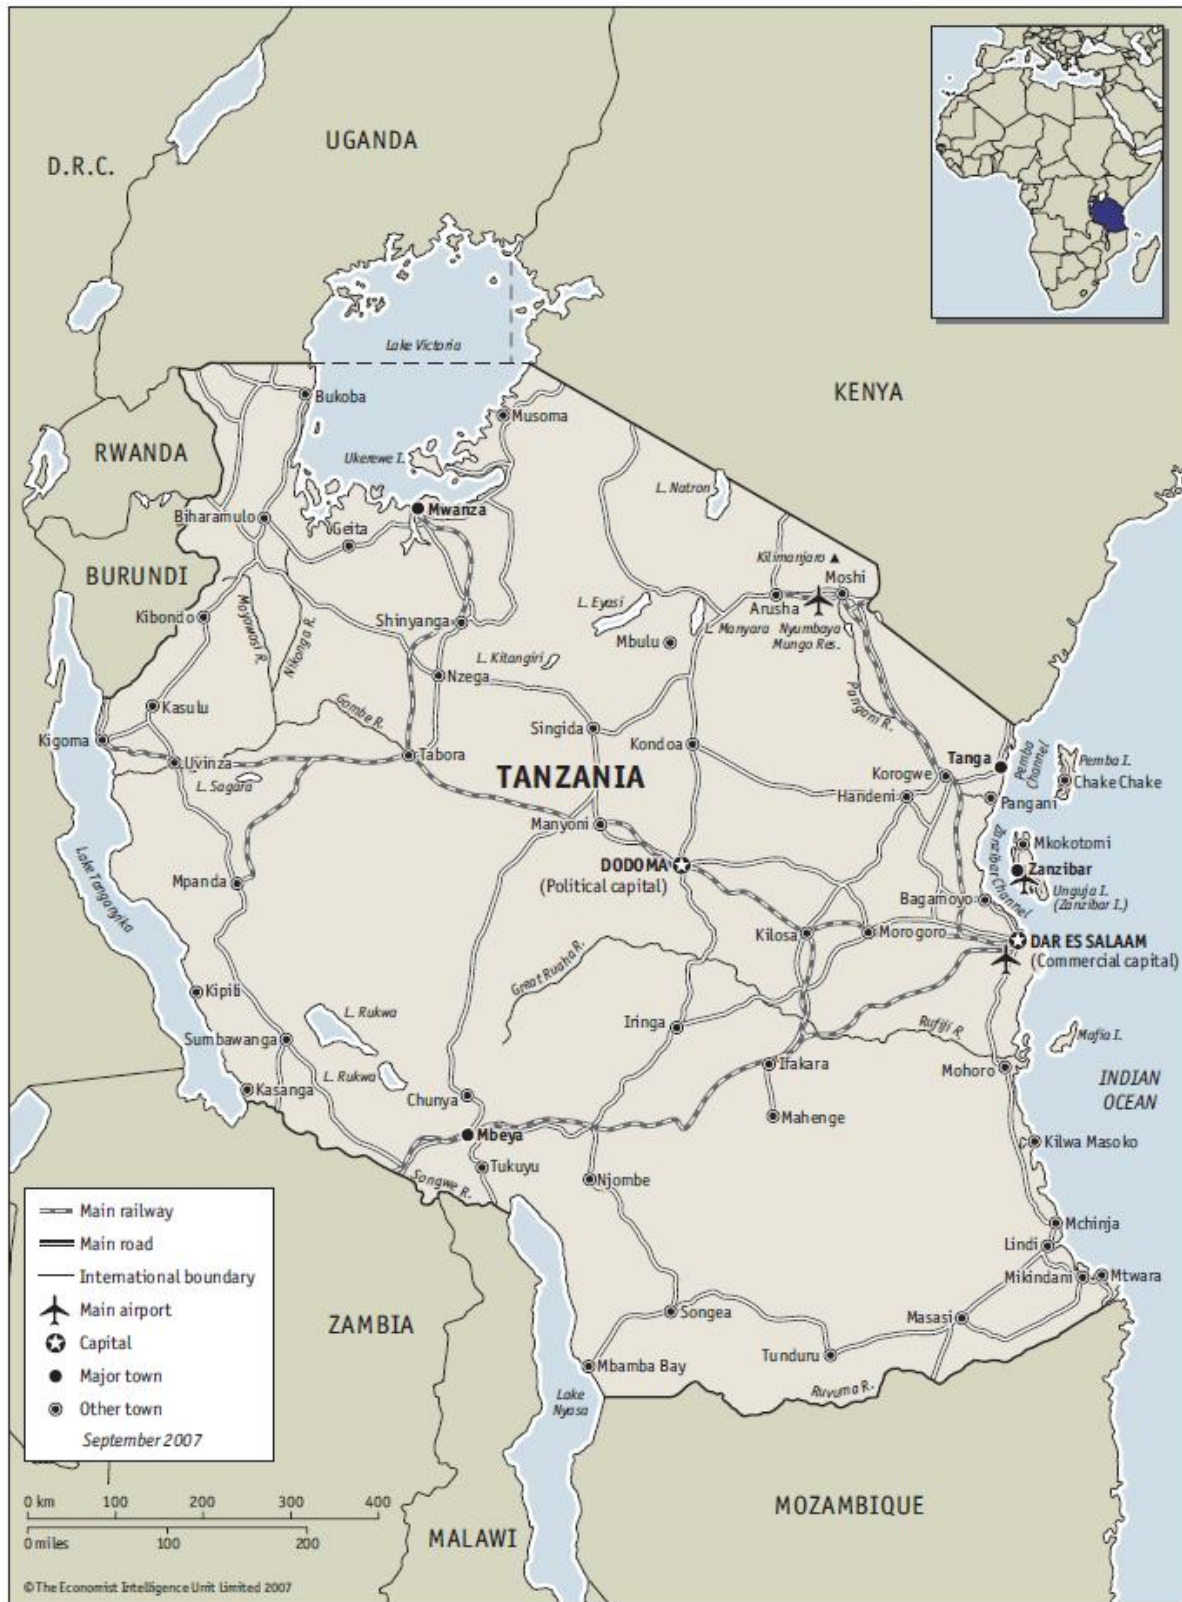 UGANDA
D.R.C.
Lake Victoria
KENYA
Bukoba
Musoma
RWANDA
Ukerewe I.
L. Natron
Mwanza
Biharamulo
Geita
Kilimanjaro
BURUNDI
Moshi
Arusha
L. Eyasi
Kibondo
Moyowosi R.
Nikonga R.
Shinyanga
L. Manyara
Nyumbaya
Mungo Res.
Mbulu
L. Kitangiri
Nzega
Pangani R.
Kasulu
Gombe R.
Singida
Kigoma
Kondoa
Tabora
Uvinza
TANZANIA
Tanga
Pemba
Channel
Pemba I.
Korogwe
Chake Chake
L. Sagara
Handeni
Pangani
Manyoni
Mkokotomi
DODOMA
(Political capital)
Zanzibar Channel
Zanzibar
Mpanda
Unguja I.
(Zanzibar I.)
Lake Tanganyika
Bagamoyo
Kilosa
Morogoro
DAR ES SALAAM
(Commercial capital)
Great Ruaha R.
Kipili
L. Rukwa
Iringa
Rufiji R.
Mafia I.
Sumbawanga
Ifakara
Mohoro
L. Rukwa
INDIAN
OCEAN
Kasanga
Chunya
Mahenge
Mbeya
Kilwa Masoko
Tukuyu
Songwe R.
Njombe
Mchinja
Lindi
Mikindani
Mtwara
Songea
Masasi
ZAMBIA
Tunduru
Mbamba Bay
Ruvuma R.
Lake
Nyasa
MOZAMBIQUE
MALAWI
Main railway
Main road
International boundary
Main airport
Capital
Major town
Other town
September 2007
0 km 100 200 300 400
0 miles 100 200
© The Economist Intelligence Unit Limited 2007